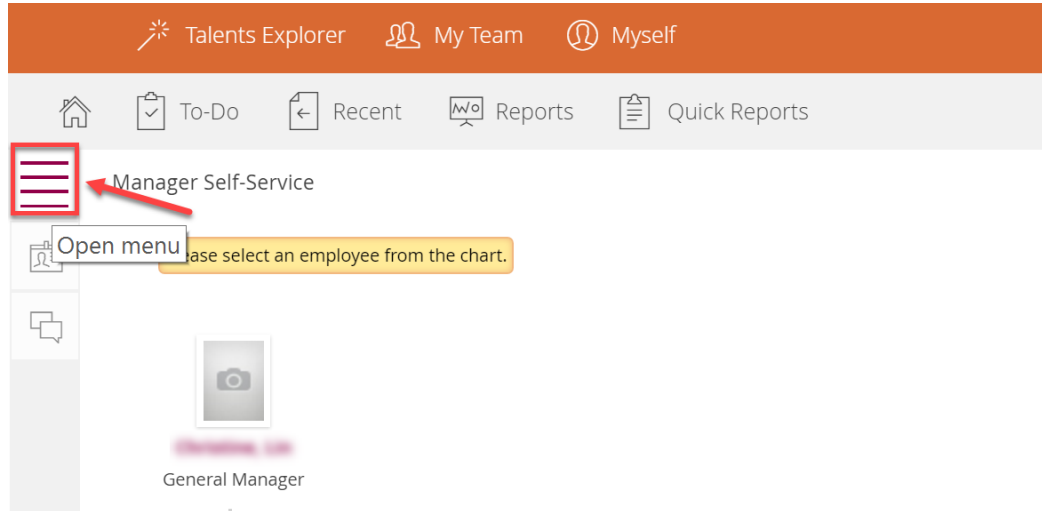 Talents Explorer My Team Myself
To-Do Recent Reports Quick Reports
Manager Self-Service
Open menu
ease select an employee from the chart.
General Manager